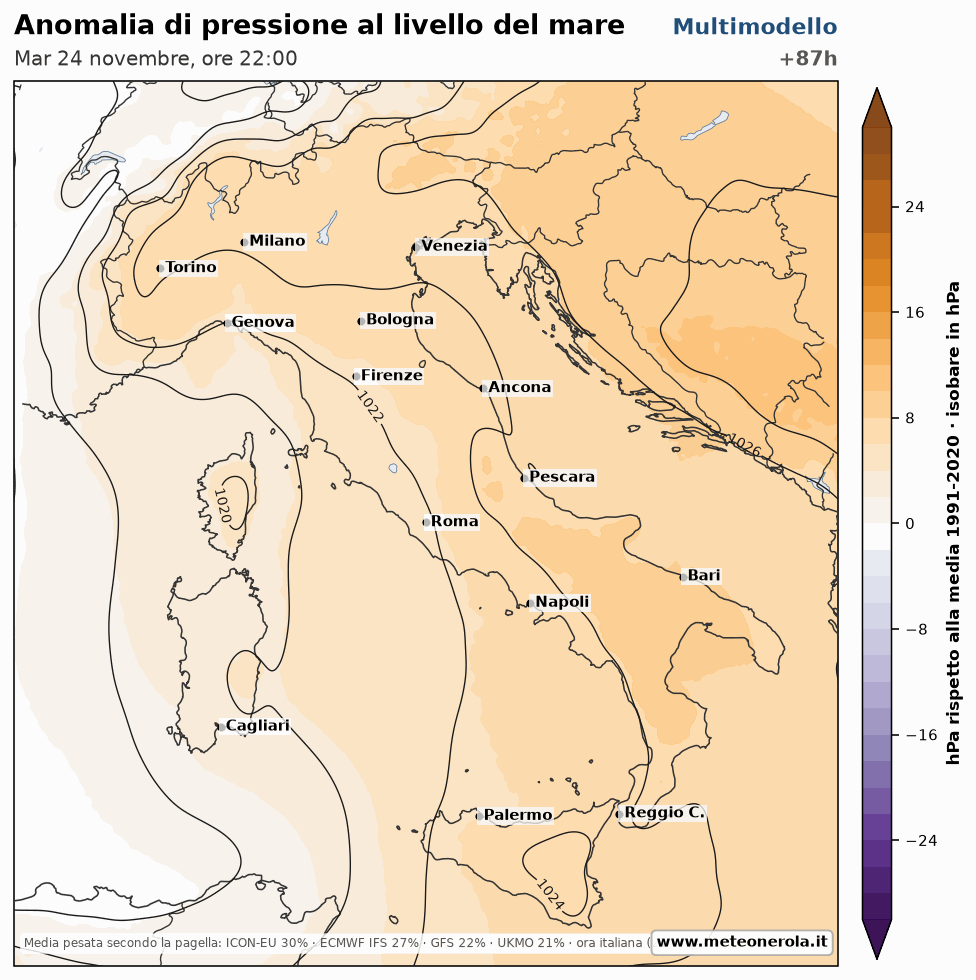 Anomalia di pressione al livello del mare
Multimodello
Mar 24 novembre, ore 22:00
+87h
Milano
Venezia
Torino
Genova
Bologna
Firenze
1022
Ancona
1026
Pescara
1020
Roma
Bari
Napoli
Cagliari
Palermo
Reggio C.
1024
Media pesata secondo la pagella: ICON-EU 30% · ECMWF IFS 27% · GFS 22% · UKMO 21% · ora italiana (
www.meteonerola.it
24
16
8
0
−8
−16
−24
hPa rispetto alla media 1991-2020 · isobare in hPa